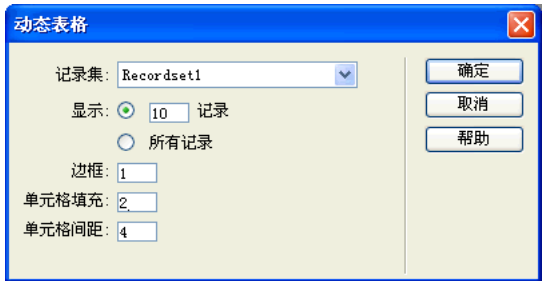 动态表格
记录集: Recordset1
确定
显示: 10 记录
取消
所有记录
帮助
边框: 1
单元格填充: 2
单元格间距: 4